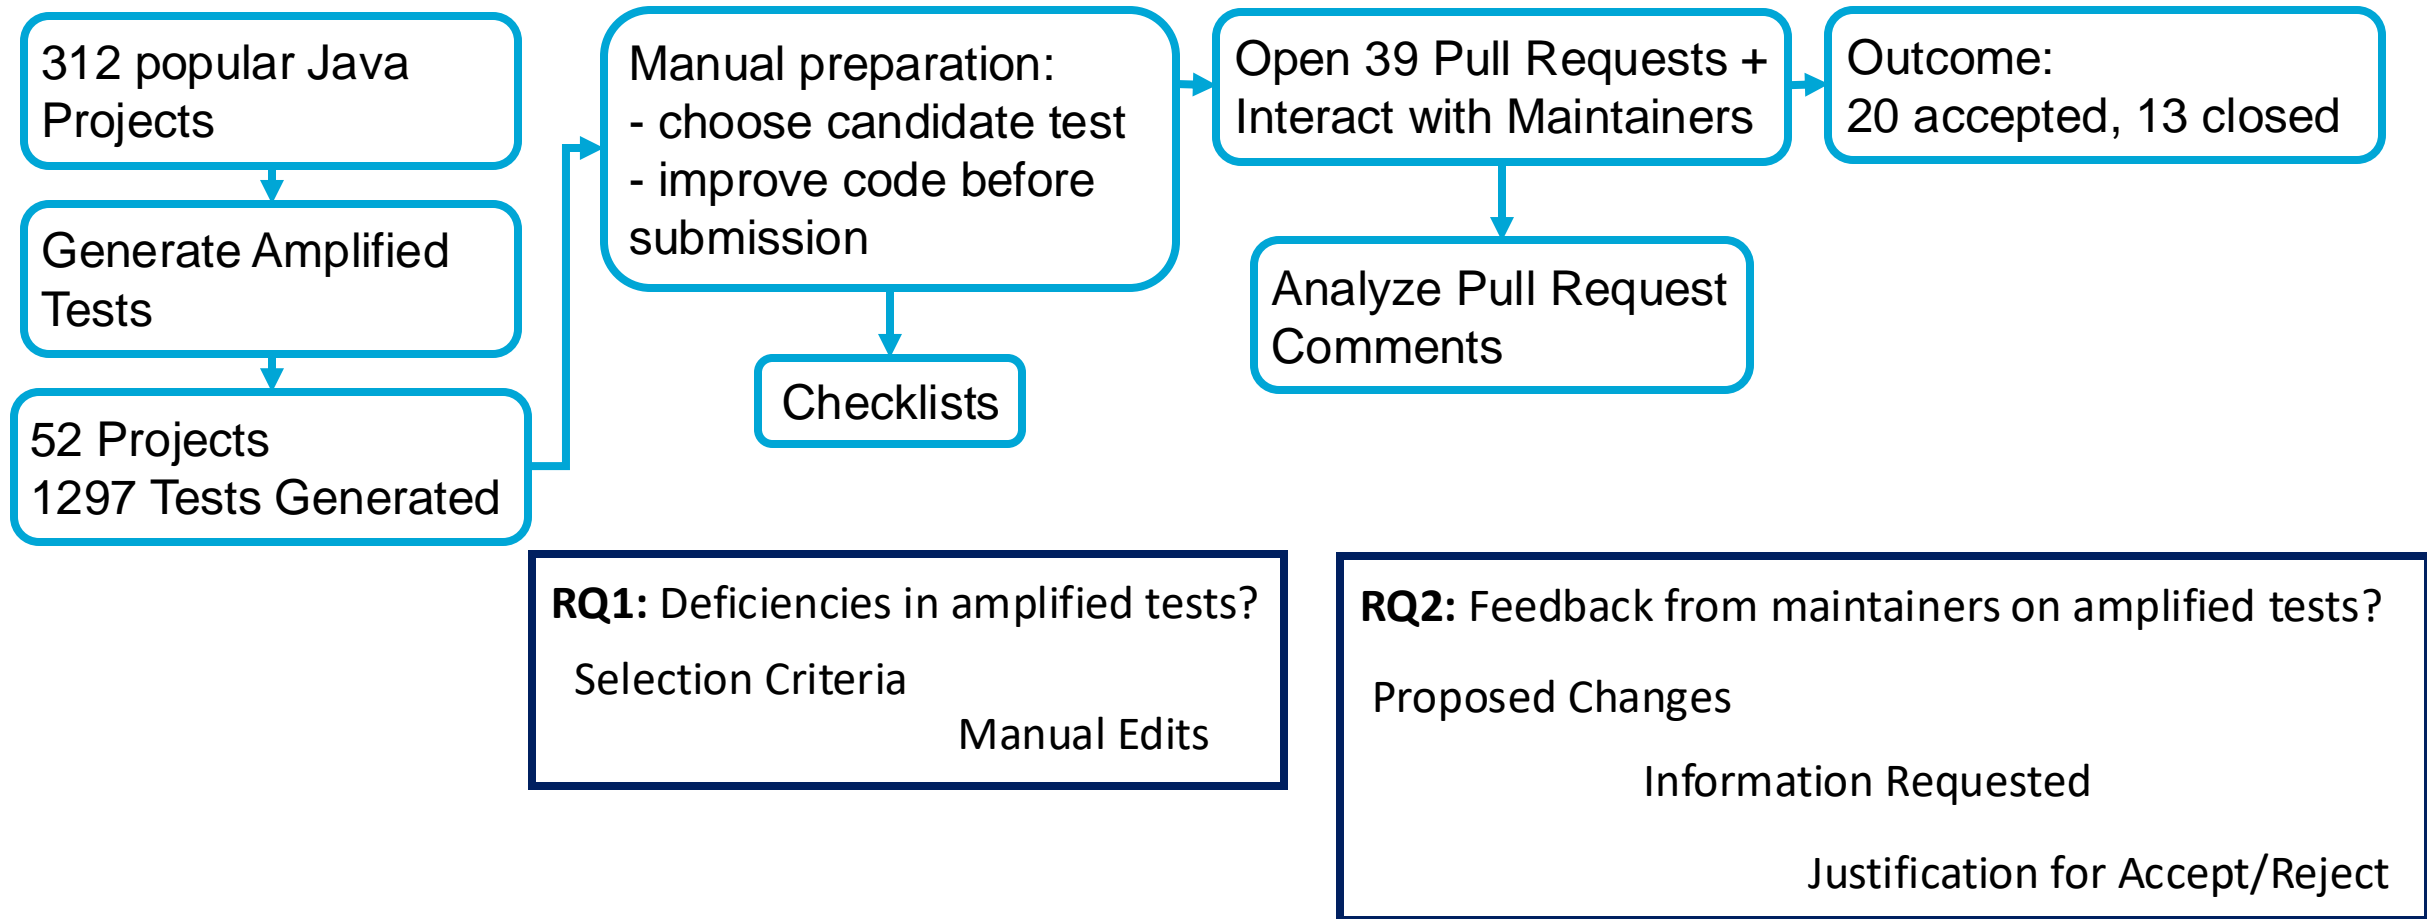 312 popular Java
Projects
Generate Amplified
Tests
52 Projects
1297 Tests Generated
Manual preparation:
- choose candidate test
- improve code before
submission
Checklists
Open 39 Pull Requests +
Interact with Maintainers
Analyze Pull Request
Comments
Outcome:
20 accepted, 13 closed
RQ1: Deficiencies in amplified tests?
Selection Criteria
Manual Edits
RQ2: Feedback from maintainers on amplified tests?
Proposed Changes
Information Requested
Justification for Accept/Reject